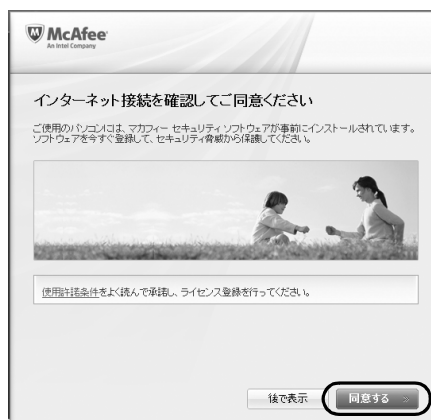 McAfee
An Intel Company
インターネット接続を確認してご同意ください
ご使用のパソコンには、マカフィー セキュリティ ソフトウェアが事前にインストールされています。
ソフトウェアを今すぐ登録して、セキュリティ脅威から保護してください。
使用許諾条件をよく読んで承諾し、ライセンス登録を行ってください。
後で表示
同意する